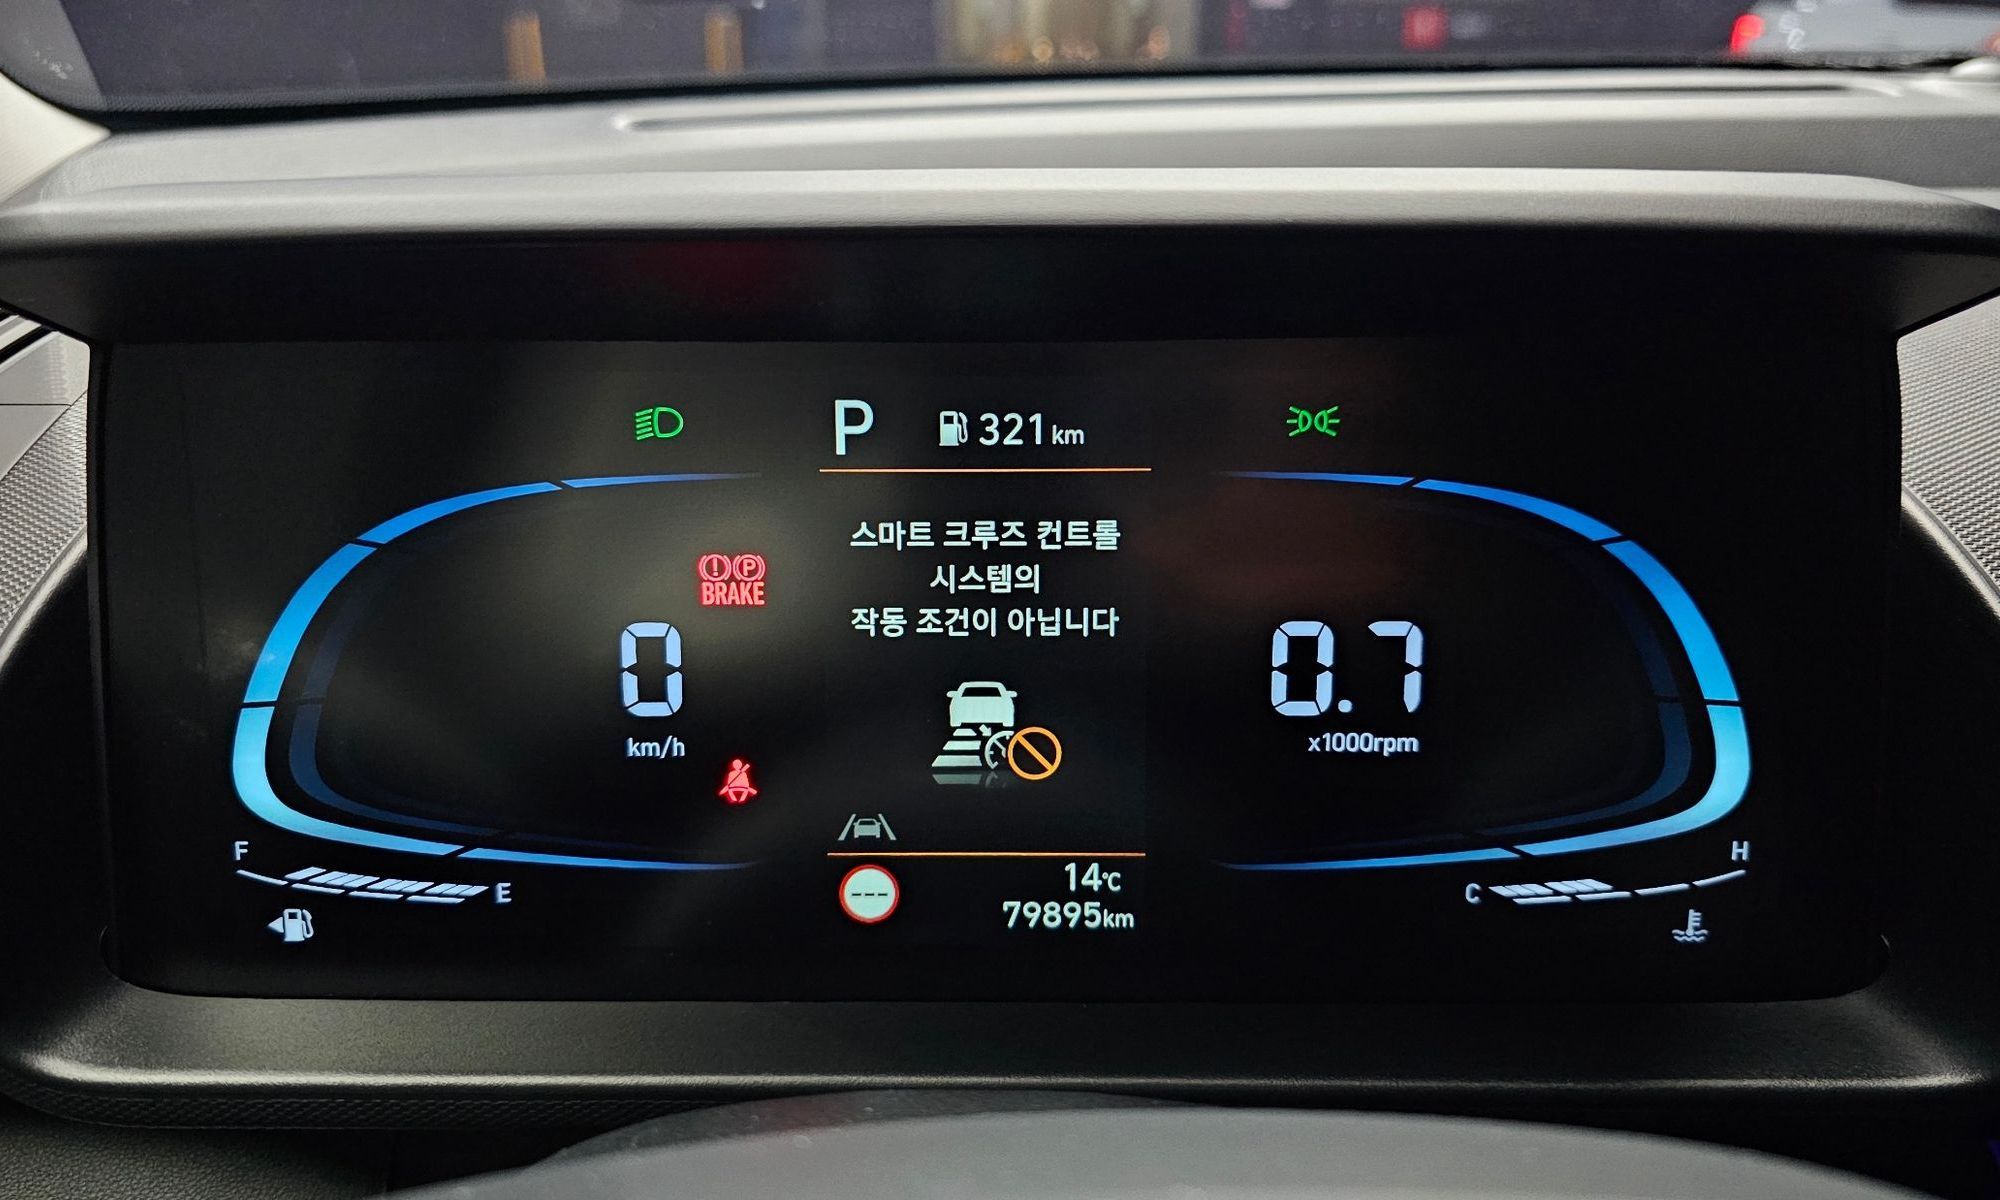 P 321 km
스마트 크루즈 컨트롤
시스템의
작동 조건이 아닙니다
(!) (P)
BRAKE
0
km/h
0.7
x1000rpm
F
E
C
H
---
14℃
79895km